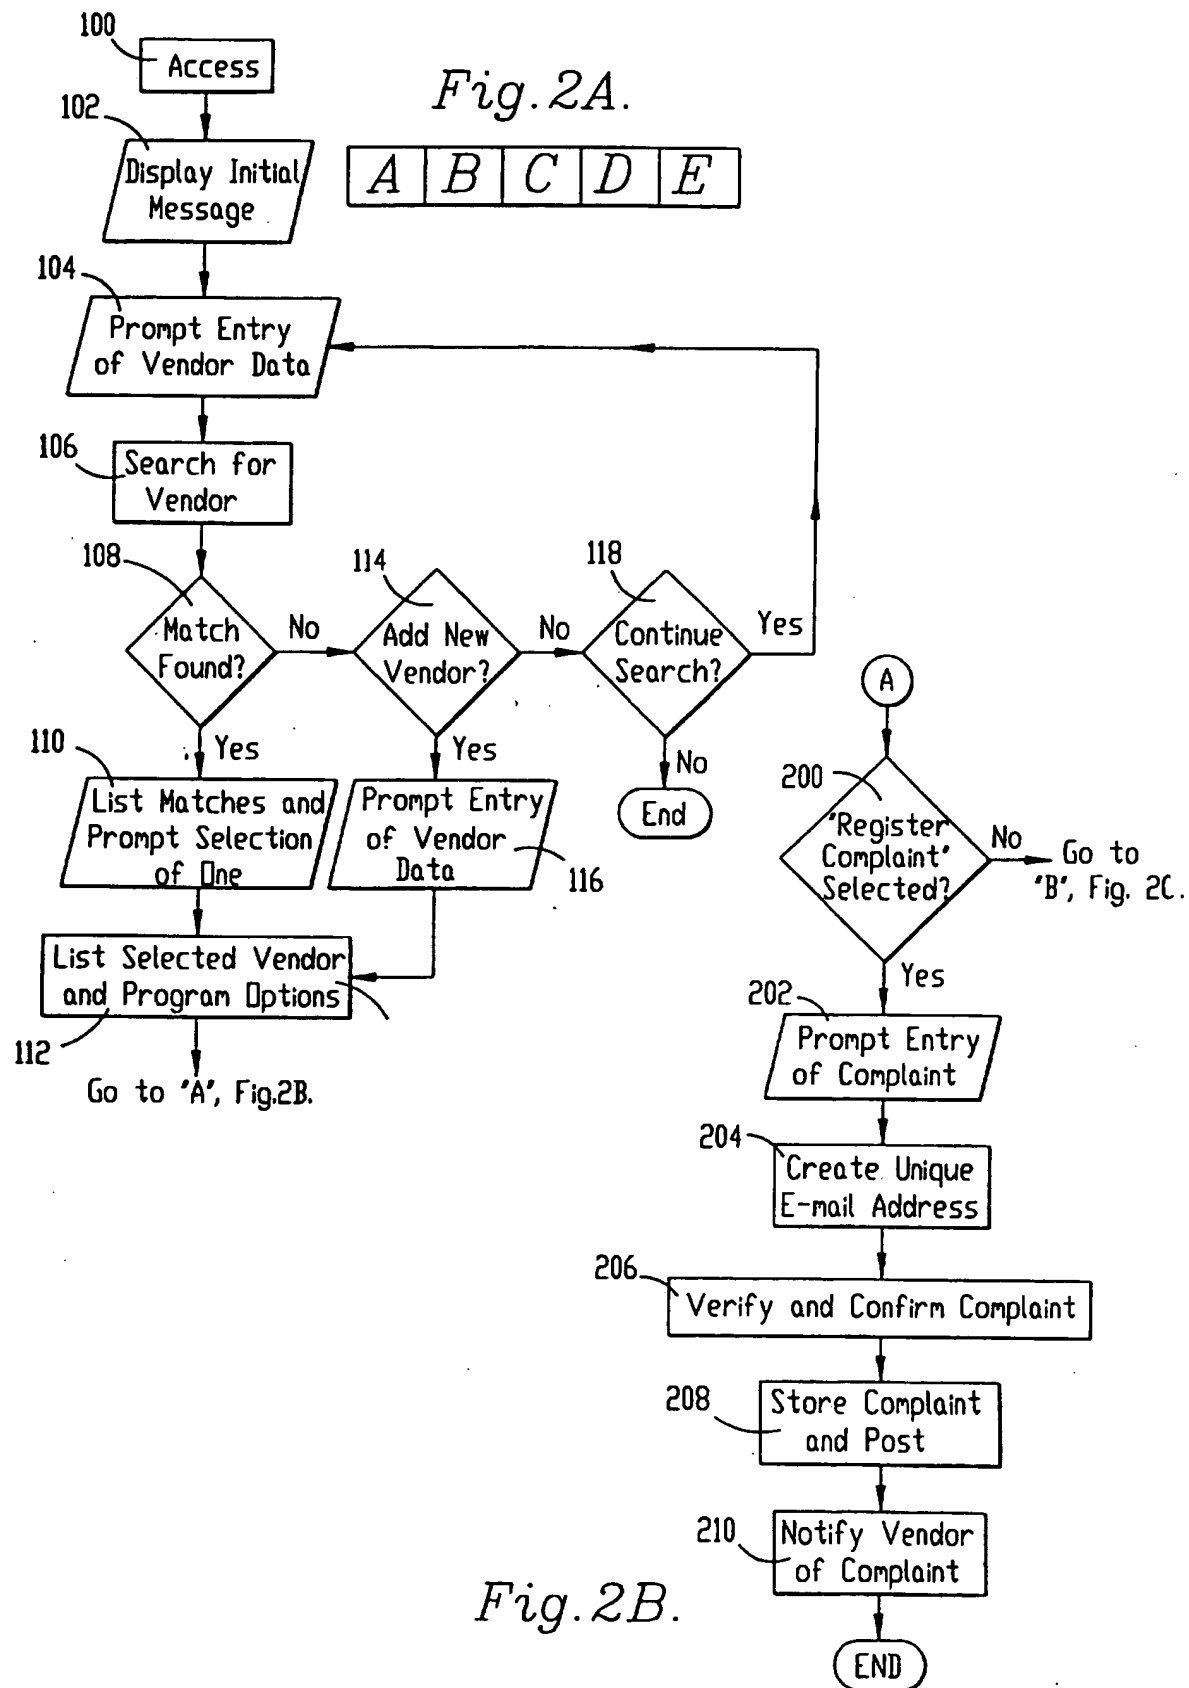 100
Access
Fig. 2A.
102
Display Initial
Message
A B C D E
104
Prompt Entry
of Vendor Data
106
Search for
Vendor
108
Match
Found?
No
114
Add New
Vendor?
No
118
Continue
Search?
Yes
110
Yes
List Matches and
Prompt Selection
of One
Yes
Prompt Entry
of Vendor
Data
116
No
End
List Selected Vendor
and Program Options
112
Go to "A", Fig.2B.
A
200
"Register
Complaint"
Selected?
No
Go to
"B", Fig. 2C.
Yes
202
Prompt Entry
of Complaint
204
Create Unique
E-mail Address
206
Verify and Confirm Complaint
208
Store Complaint
and Post
210
Notify Vendor
of Complaint
END
Fig. 2B.